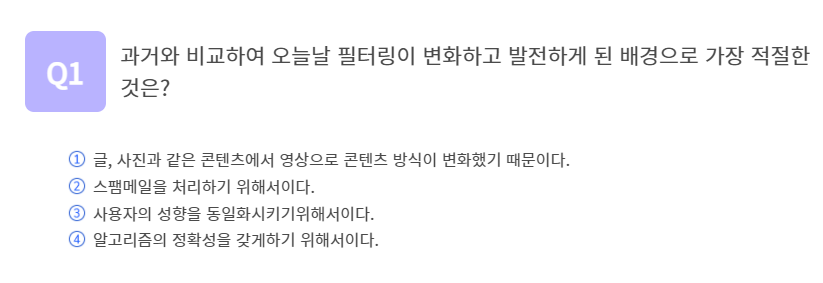 Q1
과거와 비교하여 오늘날 필터링이 변화하고 발전하게 된 배경으로 가장 적절한
것은?
① 글, 사진과 같은 콘텐츠에서 영상으로 콘텐츠 방식이 변화했기 때문이다.
② 스팸메일을 처리하기 위해서이다.
③ 사용자의 성향을 동일화시키기위해서이다.
④ 알고리즘의 정확성을 갖게하기 위해서이다.